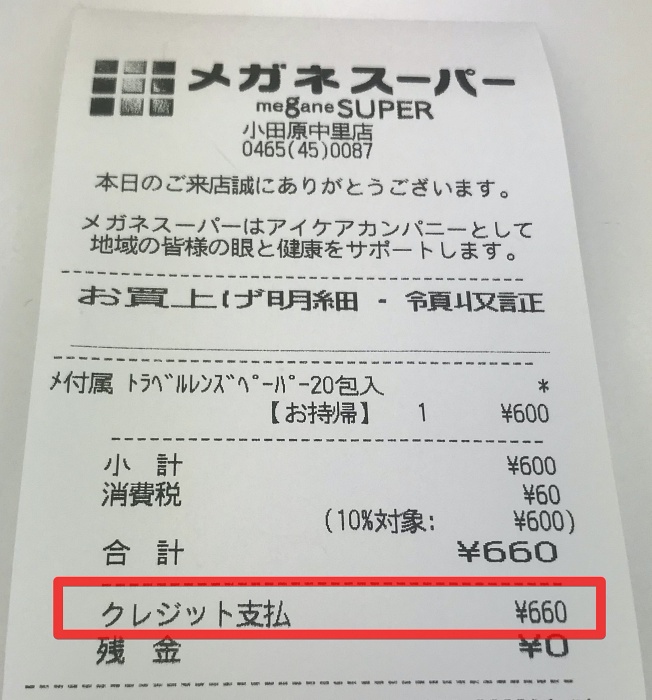 メガネスーパー
meganeSUPER
小田原中里店
0465(45)0087
本日のご来店誠にありがとうございます。
メガネスーパーはアイケアカンパニーとして
地域の皆様の眼と健康をサポートします。
お買上げ明細 - 領収証
メ付属 トラベルレンズペーパー20包入 *
【お持帰】 1 ¥600
小 計 ¥600
消費税 ¥60
(10%対象: ¥600)
合 計 ¥660
クレジット支払 ¥660
残 金 ¥0